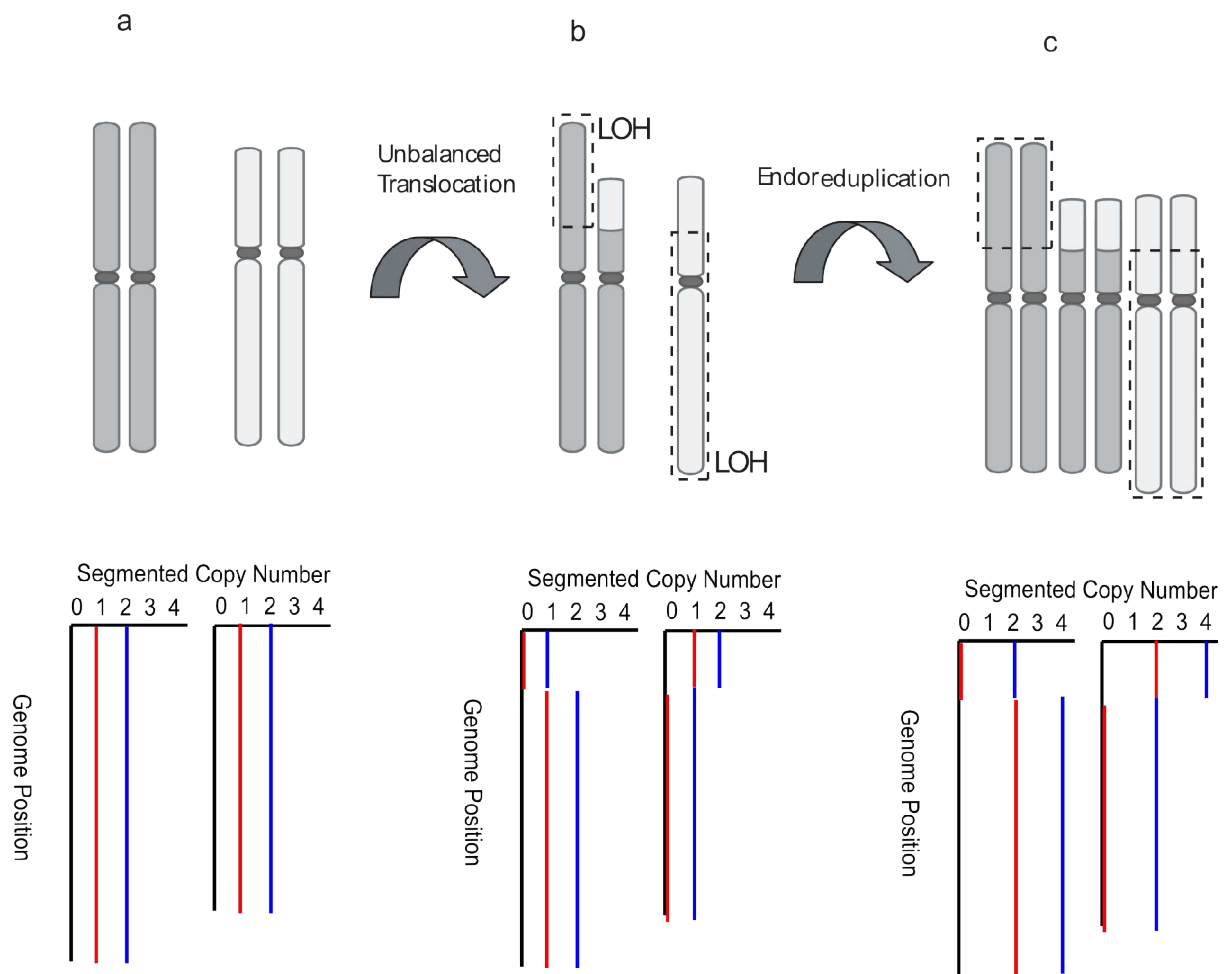 a
b
c
LOH
Unbalanced
Translocation
Endoreduplication
LOH
Segmented Copy Number
0 1 2 3 4 0 1 2 3 4
Genome Position
Segmented Copy Number
0 1 2 3 4 0 1 2 3 4
Genome Position
Segmented Copy Number
0 1 2 3 4 0 1 2 3 4
Genome Position